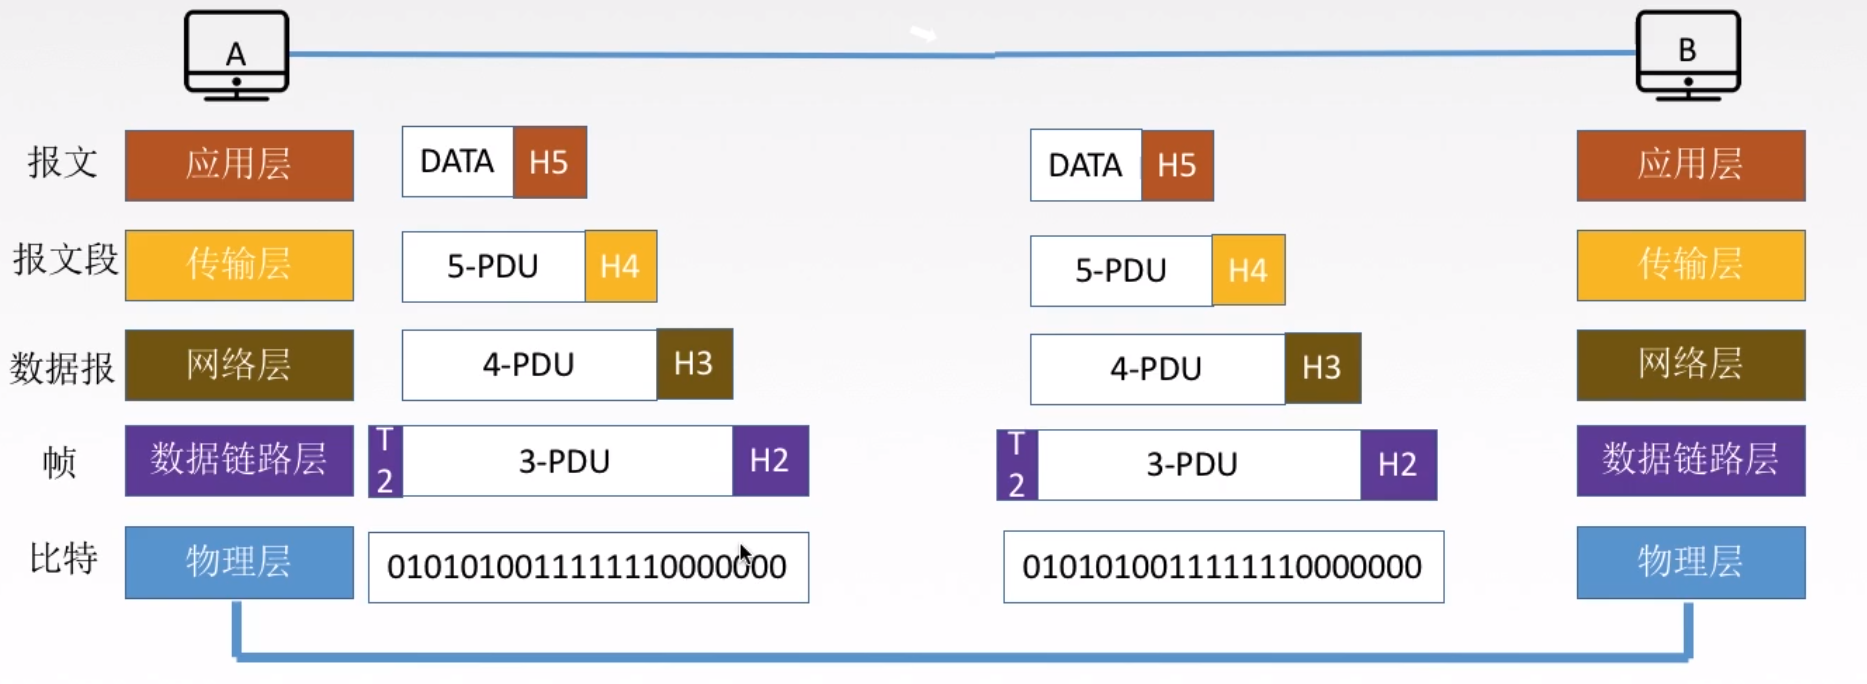 A
B
报文 应用层 DATA H5 DATA H5 应用层
报文段 传输层 5-PDU H4 5-PDU H4 传输层
数据报 网络层 4-PDU H3 4-PDU H3 网络层
帧 数据链路层 T2 3-PDU H2 T2 3-PDU H2 数据链路层
比特 物理层 0101010011111110000000 0101010011111110000000 物理层